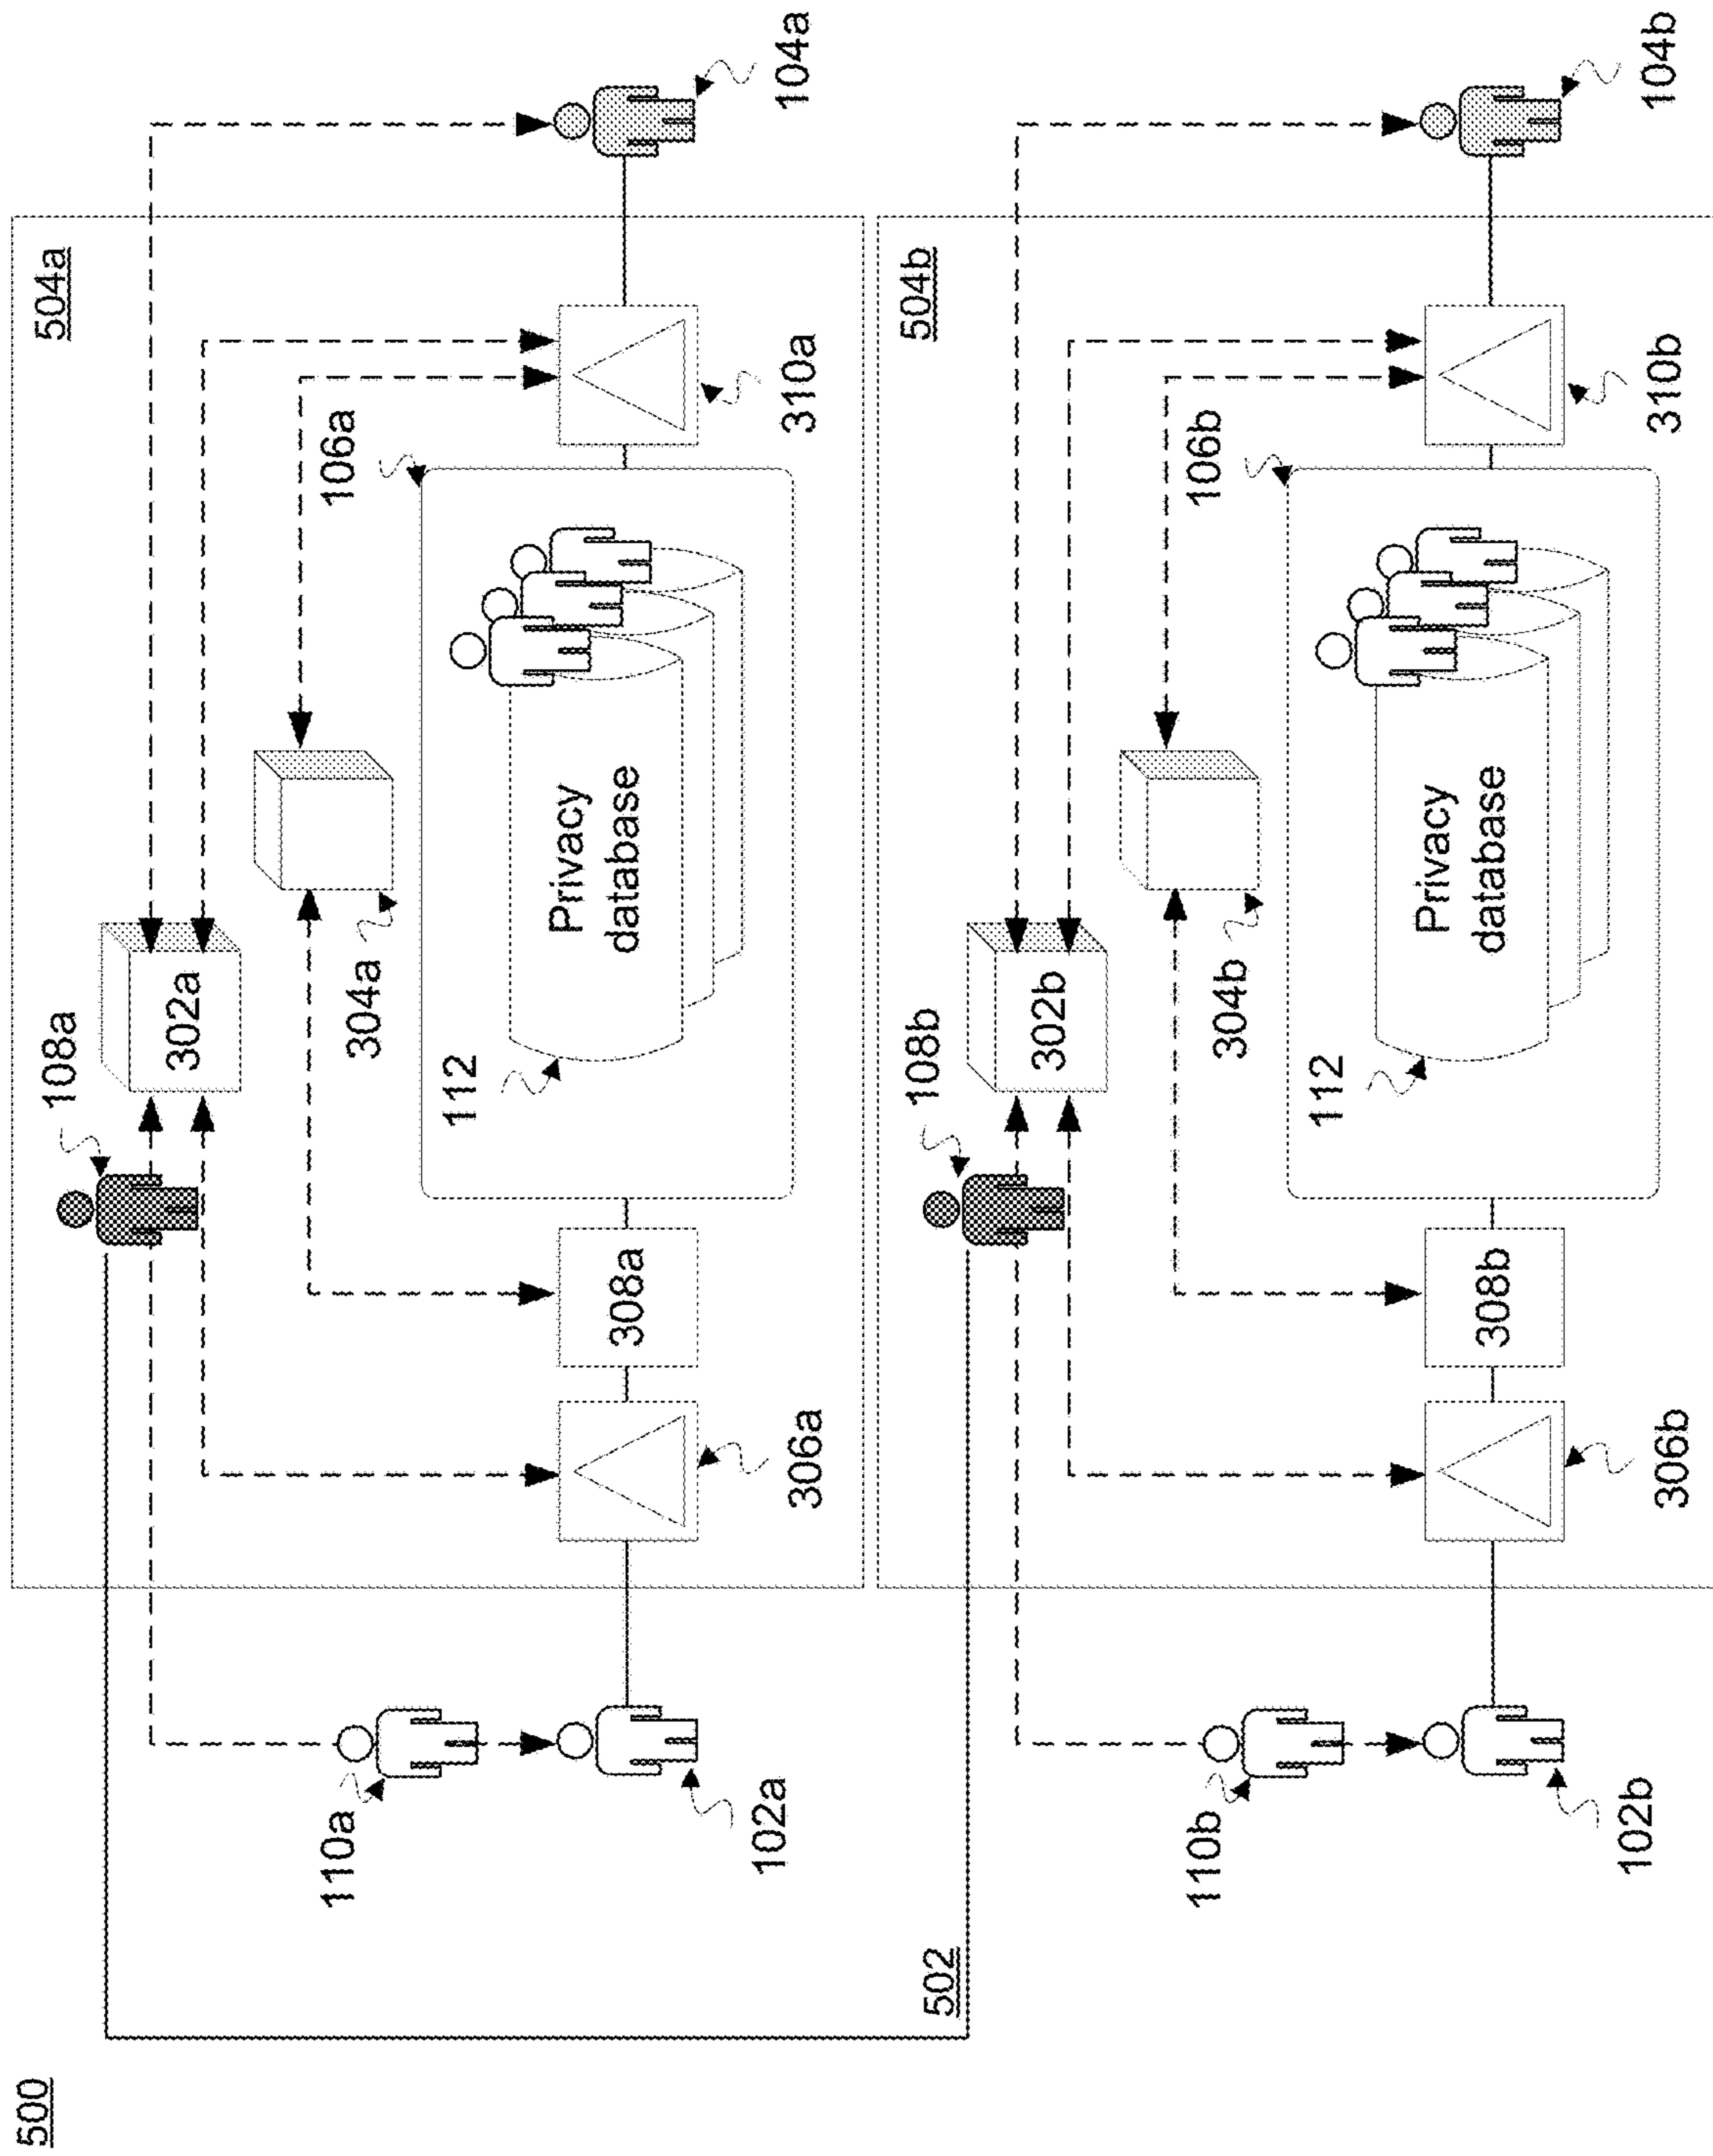 500
502
504a
108a
302a
304a
106a
112
Privacy
database
308a
306a
310a
110a
102a
104a
504b
108b
302b
304b
106b
112
Privacy
database
308b
306b
310b
110b
102b
104b